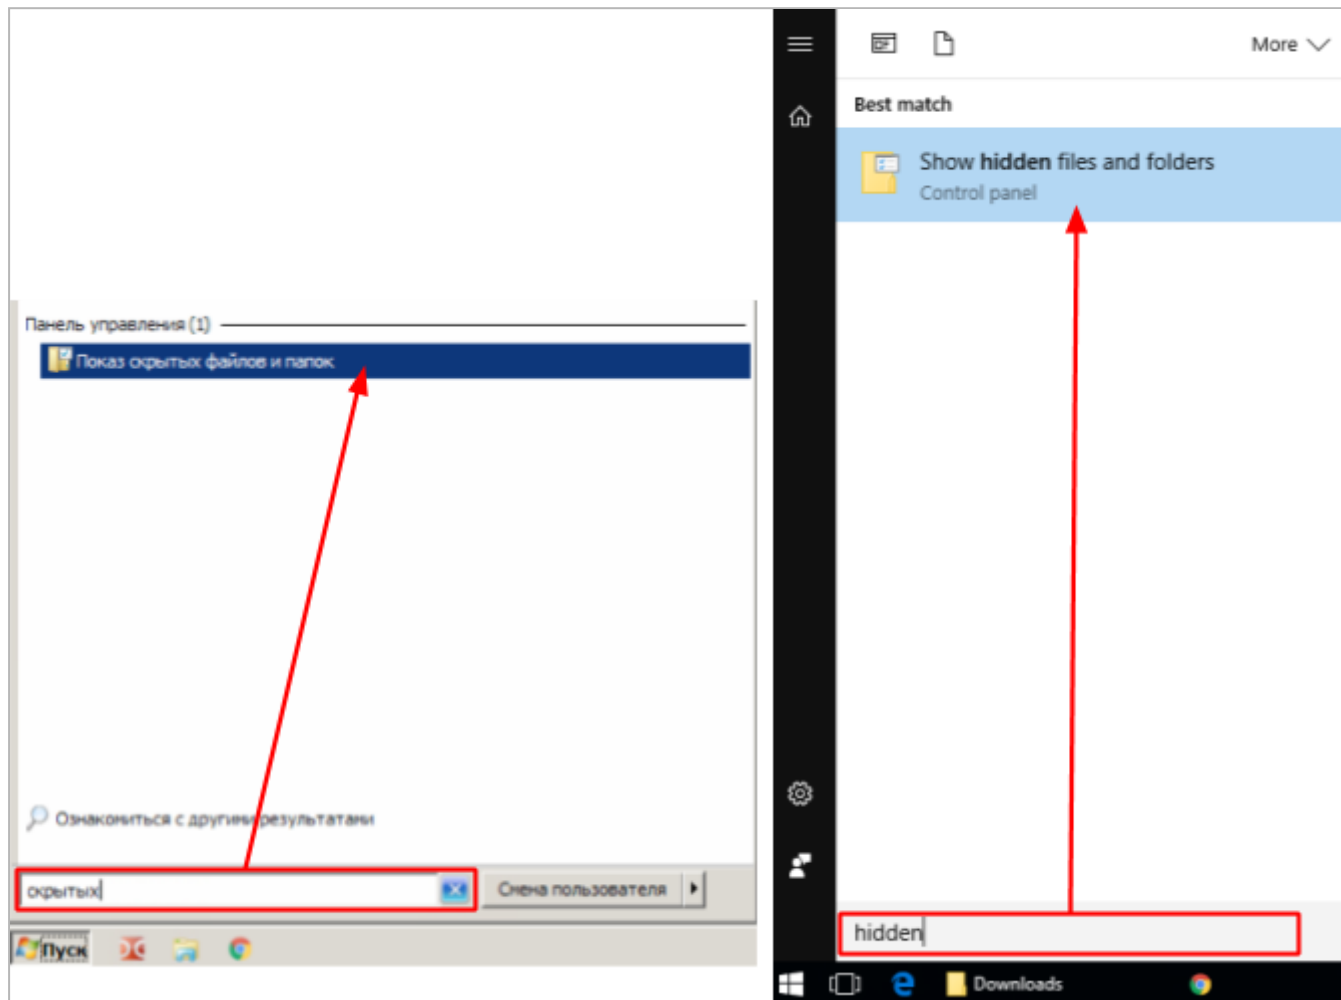 Панель управления (1)
Показ скрытых файлов и папок
Ознакомиться с другими результатами
скрытых
Смена пользователя
Пуск
More
Best match
Show hidden files and folders
Control panel
hidden
Downloads